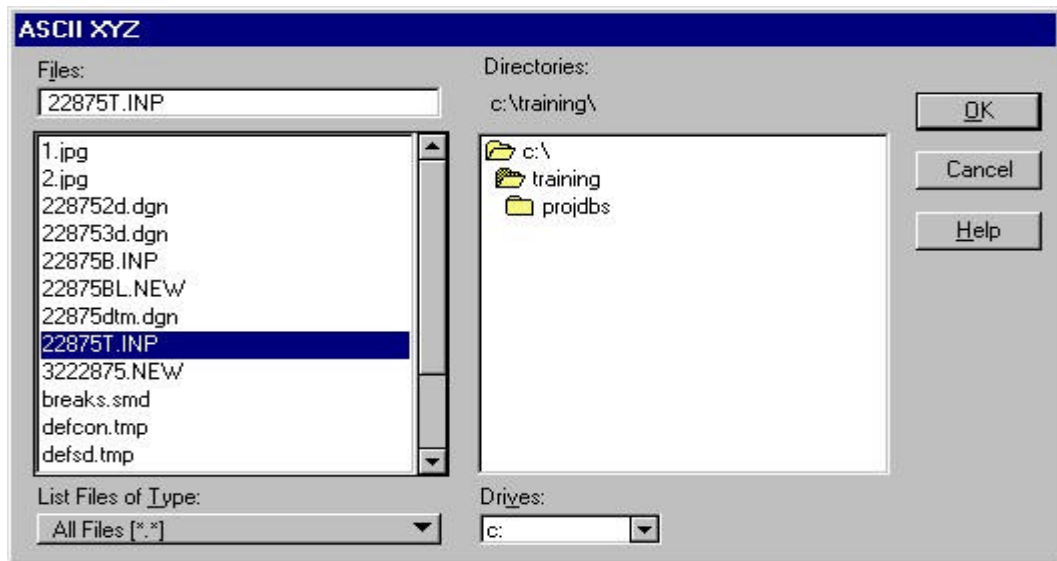 ASCII XYZ
Files:
22875T.INP
1.jpg
2.jpg
228752d.dgn
228753d.dgn
22875B.INP
22875BL.NEW
22875dtm.dgn
22875T.INP
3222875.NEW
breaks.smd
defcon.tmp
defsd.tmp
List Files of Type:
All Files [*.*]
Directories:
c:\training\
c:\
training
projdbs
Drives:
c:
OK
Cancel
Help